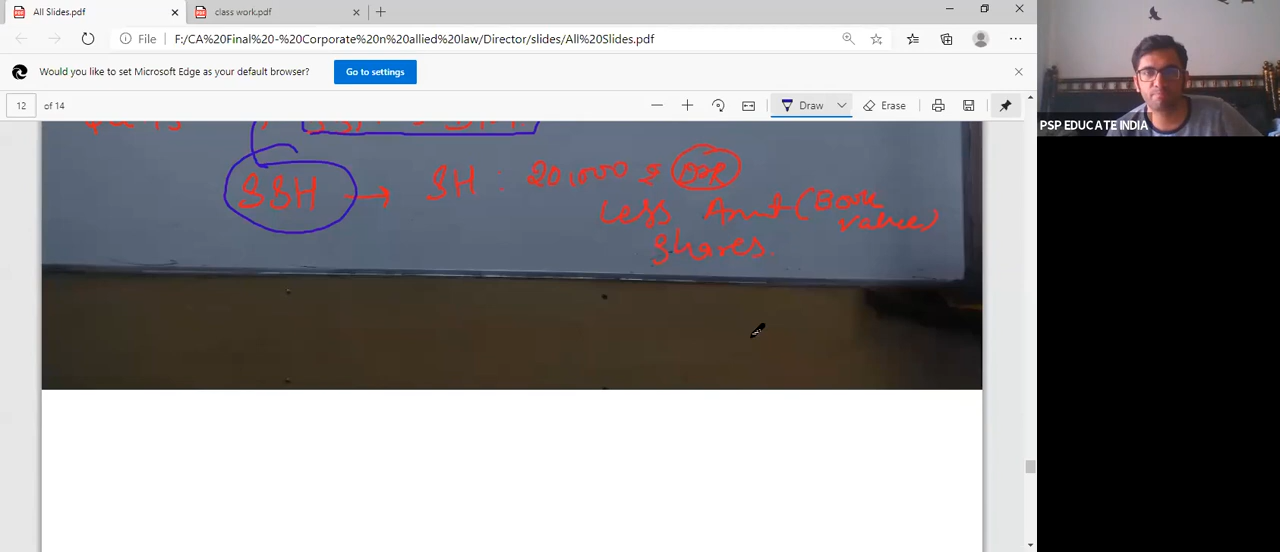 All Slides.pdf
class work.pdf
File
F:/CA%20Final%20-%20Corporate%20n%20allied%20law/Director/slides/All%20Slides.pdf
Would you like to set Microsoft Edge as your default browser?
Go to settings
12 of 14
Draw
Erase
PSP EDUCATE INDIA
SSH → SH : 20,000 ₹ OR
Less Amt (Book
value)
Shares.